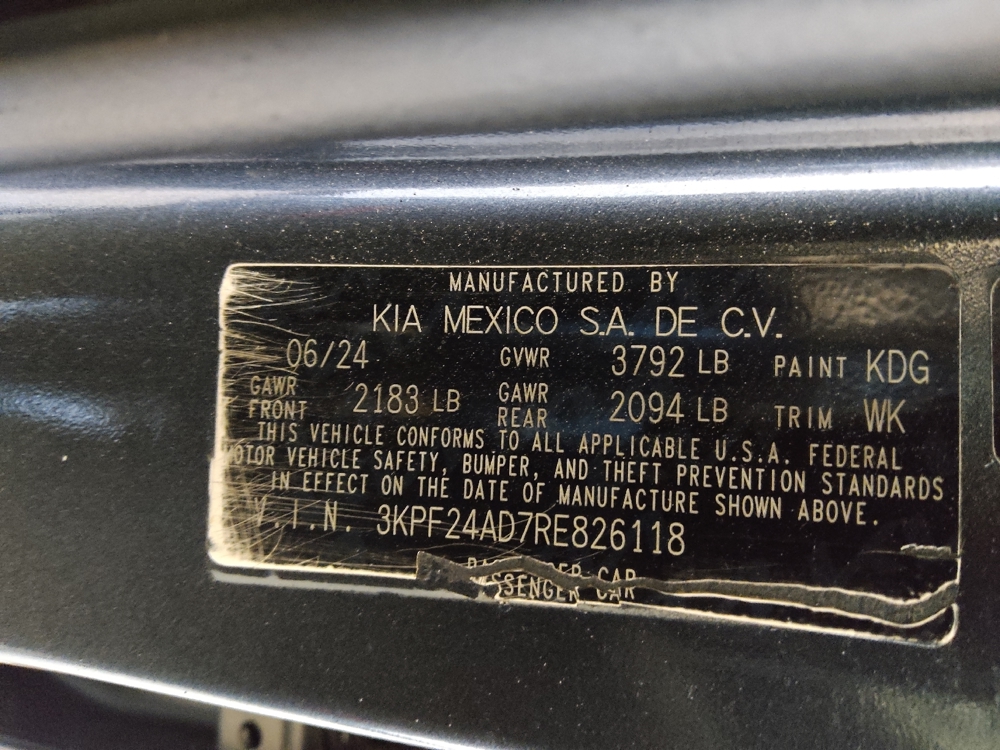 MANUFACTURED BY
KIA MEXICO S.A. DE C.V.
06/24 GVWR 3792 LB PAINT KDG
GAWR FRONT 2183 LB GAWR REAR 2094 LB TRIM WK
THIS VEHICLE CONFORMS TO ALL APPLICABLE U.S.A. FEDERAL
MOTOR VEHICLE SAFETY, BUMPER, AND THEFT PREVENTION STANDARDS
IN EFFECT ON THE DATE OF MANUFACTURE SHOWN ABOVE.
V.I.N. 3KPF24AD7RE826118
PASSENGER CAR